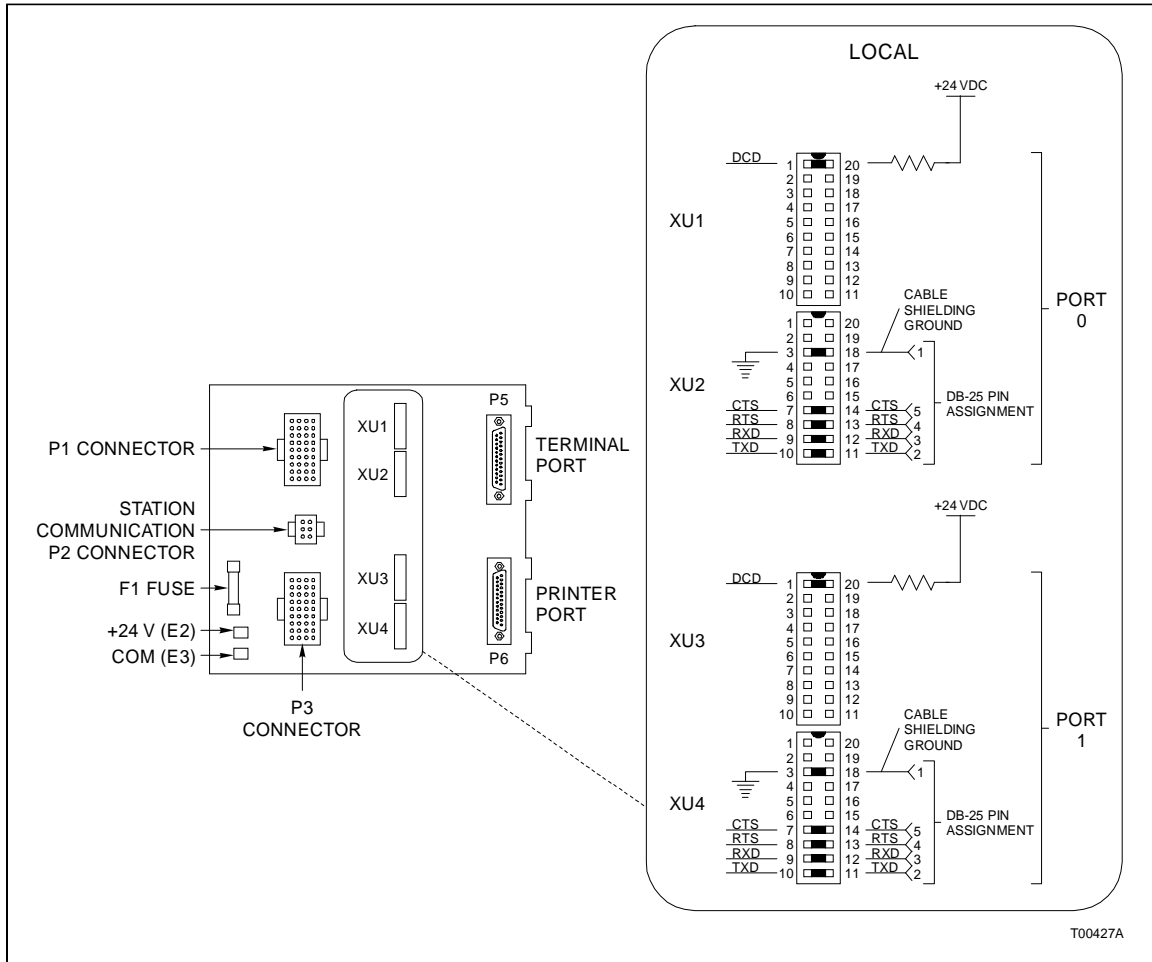 LOCAL
+24 VDC
DCD
1 20
2 19
3 18
4 17
5 16
6 15
7 14
8 13
9 12
10 11
XU1
CABLE
SHIELDING
GROUND
PORT
0
1 20
2 19
3 18 1
4 17
5 16
6 15
CTS 7 14 CTS 5
RTS 8 13 RTS 4
RXD 9 12 RXD 3
TXD 10 11 TXD 2
XU2
DB-25 PIN
ASSIGNMENT
P1 CONNECTOR
STATION
COMMUNICATION
P2 CONNECTOR
F1 FUSE
+24 V (E2)
COM (E3)
P3
CONNECTOR
XU1
XU2
XU3
XU4
P5
TERMINAL
PORT
PRINTER
PORT
P6
+24 VDC
DCD
1 20
2 19
3 18
4 17
5 16
6 15
7 14
8 13
9 12
10 11
XU3
CABLE
SHIELDING
GROUND
PORT
1
1 20
2 19
3 18 1
4 17
5 16
6 15
CTS 7 14 CTS 5
RTS 8 13 RTS 4
RXD 9 12 RXD 3
TXD 10 11 TXD 2
XU4
DB-25 PIN
ASSIGNMENT
T00427A